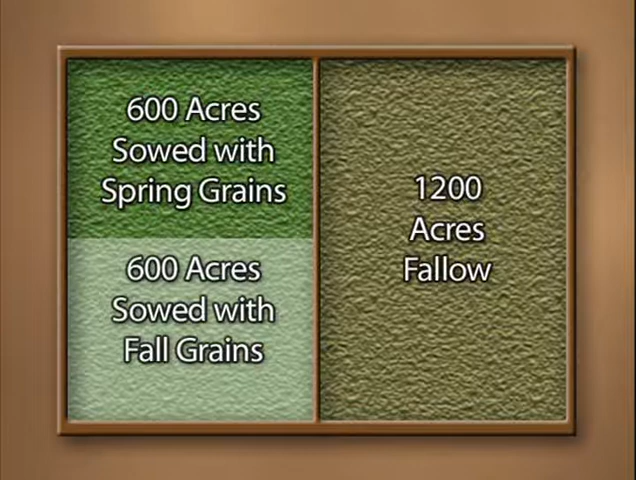 600 Acres
Sowed with
Spring Grains
600 Acres
Sowed with
Fall Grains
1200
Acres
Fallow